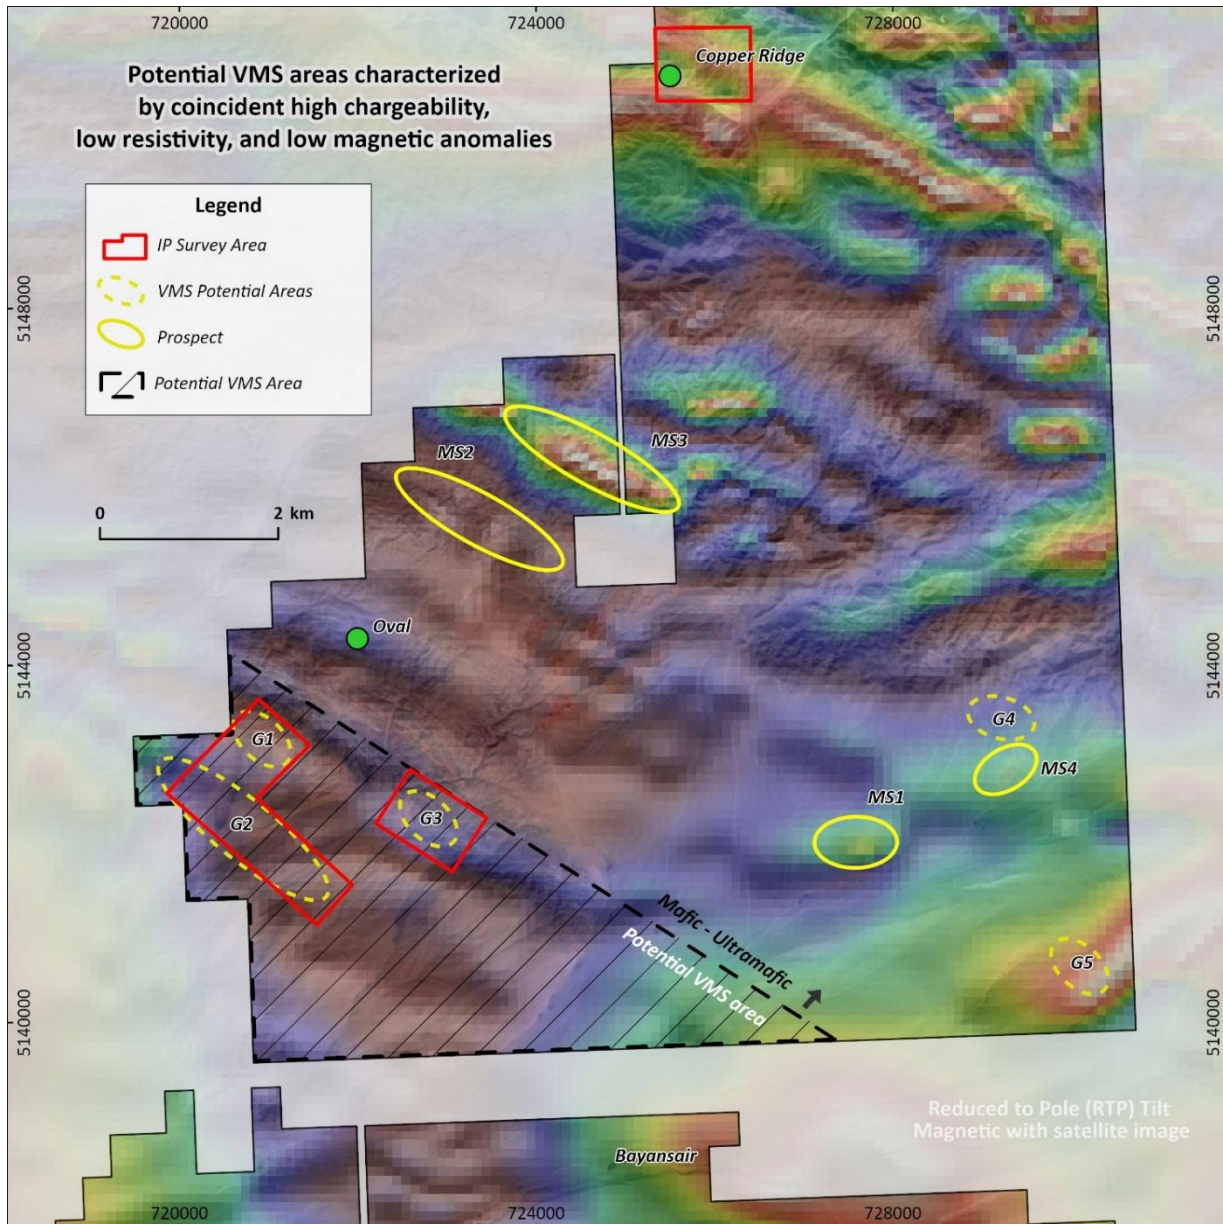 720000
724000
728000
Copper Ridge
Potential VMS areas characterized
by coincident high chargeability,
low resistivity, and low magnetic anomalies
Legend
IP Survey Area
VMS Potential Areas
Prospect
Potential VMS Area
5148000
5148000
MS2
MS3
0 2 km
Oval
5144000
5144000
G1
G2
G3
G4
MS4
MS1
Mafic - Ultramafic
Potential VMS area
G5
5140000
5140000
Reduced to Pole (RTP) Tilt
Magnetic with satellite image
Bayansair
720000
724000
728000